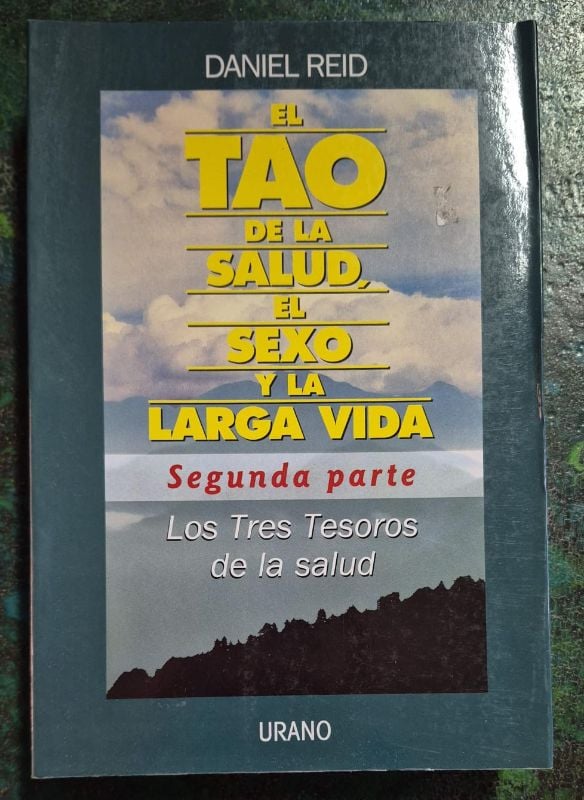 DANIEL REID
EL
TAO
DE LA
SALUD,
EL
SEXO
Y LA
LARGA VIDA
Segunda parte
Los Tres Tesoros
de la salud
URANO